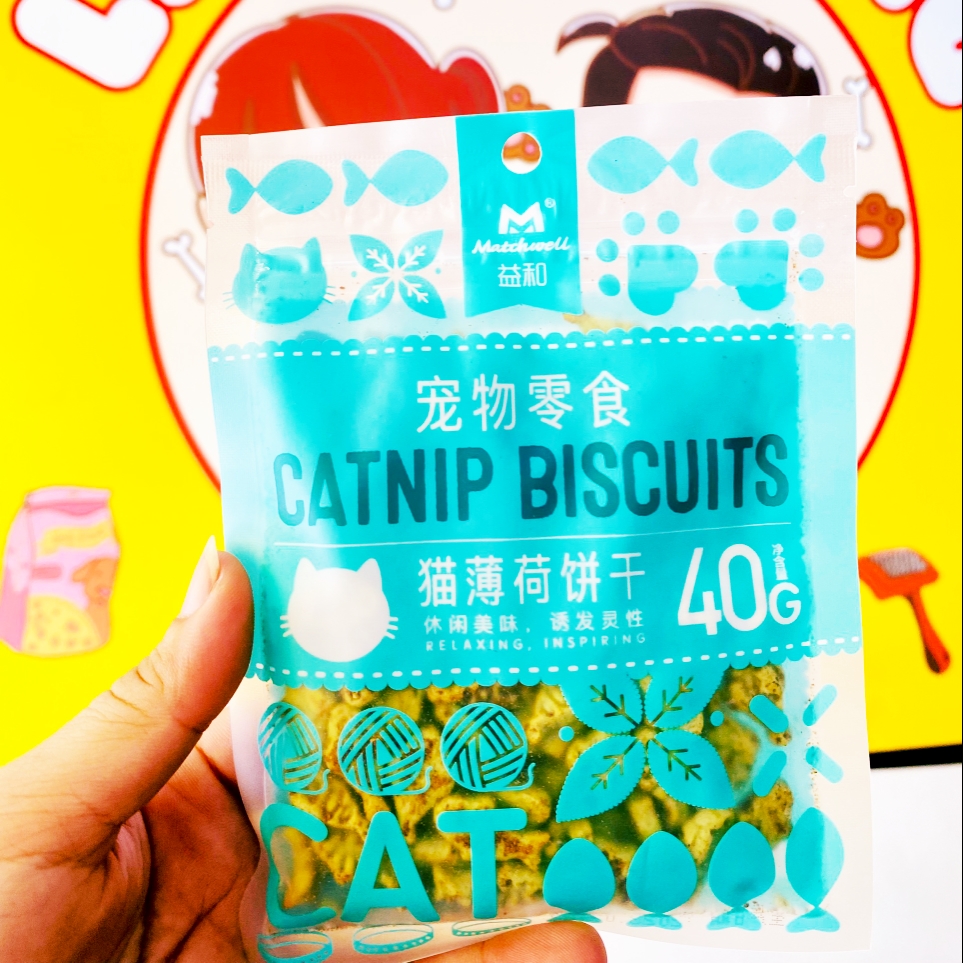 M®
Matchwell
益和
宠物零食
CATNIP BISCUITS
猫薄荷饼干
休闲美味，诱发灵性
RELAXING, INSPIRING
净含量
40G
CAT